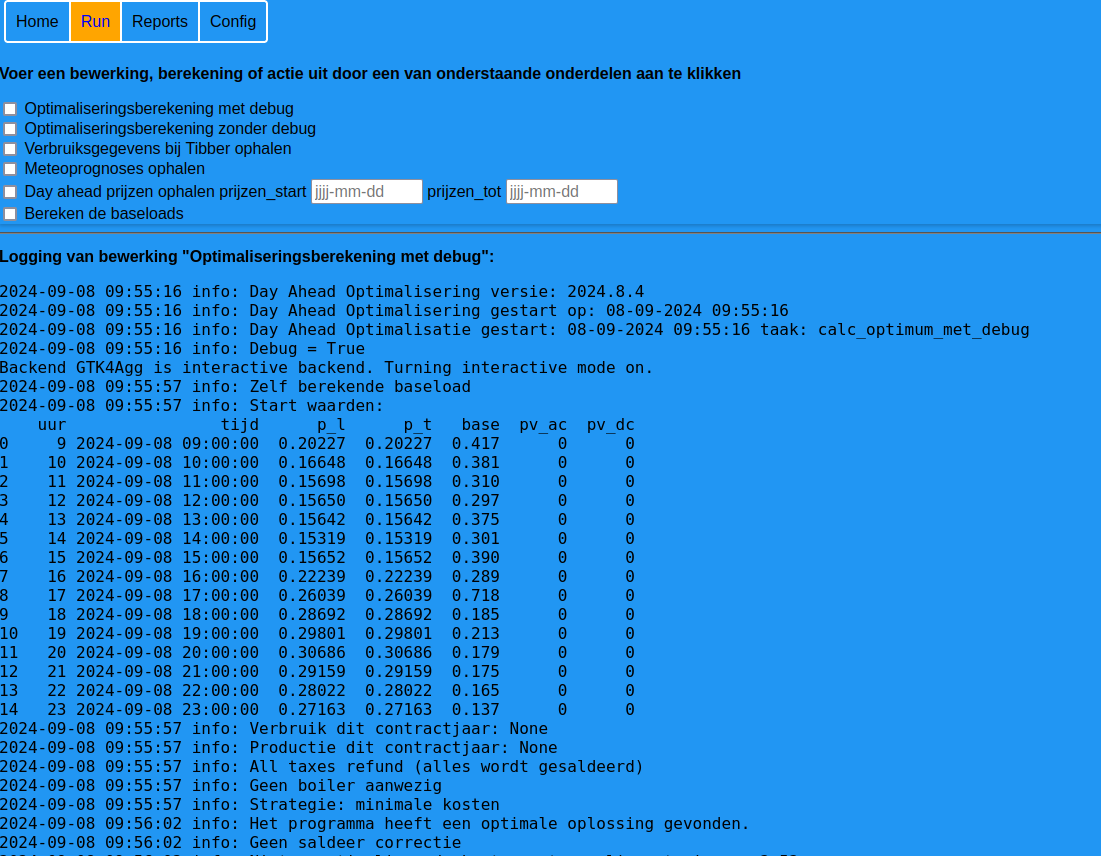 Home Run Reports Config
Voer een bewerking, berekening of actie uit door een van onderstaande onderdelen aan te klikken
Optimaliseringsberekening met debug
Optimaliseringsberekening zonder debug
Verbruiksgegevens bij Tibber ophalen
Meteoprognoses ophalen
Day ahead prijzen ophalen prijzen_start jjjj-mm-dd prijzen_tot jjjj-mm-dd
Bereken de baseloads
Logging van bewerking "Optimaliseringsberekening met debug":
2024-09-08 09:55:16 info: Day Ahead Optimalisering versie: 2024.8.4
2024-09-08 09:55:16 info: Day Ahead Optimalisering gestart op: 08-09-2024 09:55:16
2024-09-08 09:55:16 info: Day Ahead Optimalisatie gestart: 08-09-2024 09:55:16 taak: calc_optimum_met_debug
2024-09-08 09:55:16 info: Debug = True
Backend GTK4Agg is interactive backend. Turning interactive mode on.
2024-09-08 09:55:57 info: Zelf berekende baseload
2024-09-08 09:55:57 info: Start waarden:
uur tijd p_l p_t base pv_ac pv_dc
0 9 2024-09-08 09:00:00 0.20227 0.20227 0.417 0 0
1 10 2024-09-08 10:00:00 0.16648 0.16648 0.381 0 0
2 11 2024-09-08 11:00:00 0.15698 0.15698 0.310 0 0
3 12 2024-09-08 12:00:00 0.15650 0.15650 0.297 0 0
4 13 2024-09-08 13:00:00 0.15642 0.15642 0.375 0 0
5 14 2024-09-08 14:00:00 0.15319 0.15319 0.301 0 0
6 15 2024-09-08 15:00:00 0.15652 0.15652 0.390 0 0
7 16 2024-09-08 16:00:00 0.22239 0.22239 0.289 0 0
8 17 2024-09-08 17:00:00 0.26039 0.26039 0.718 0 0
9 18 2024-09-08 18:00:00 0.28692 0.28692 0.185 0 0
10 19 2024-09-08 19:00:00 0.29801 0.29801 0.213 0 0
11 20 2024-09-08 20:00:00 0.30686 0.30686 0.179 0 0
12 21 2024-09-08 21:00:00 0.29159 0.29159 0.175 0 0
13 22 2024-09-08 22:00:00 0.28022 0.28022 0.165 0 0
14 23 2024-09-08 23:00:00 0.27163 0.27163 0.137 0 0
2024-09-08 09:55:57 info: Verbruik dit contractjaar: None
2024-09-08 09:55:57 info: Productie dit contractjaar: None
2024-09-08 09:55:57 info: All taxes refund (alles wordt gesaldeerd)
2024-09-08 09:55:57 info: Geen boiler aanwezig
2024-09-08 09:55:57 info: Strategie: minimale kosten
2024-09-08 09:56:02 info: Het programma heeft een optimale oplossing gevonden.
2024-09-08 09:56:02 info: Geen saldeer correctie